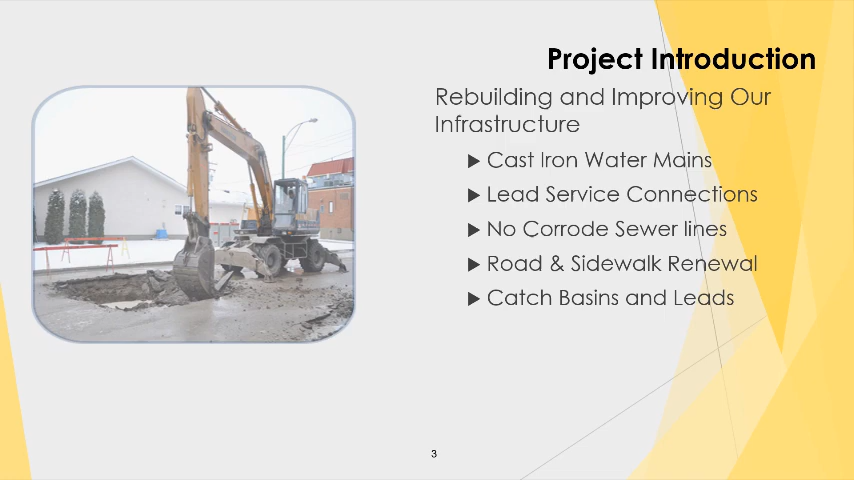 Project Introduction
Rebuilding and Improving Our
Infrastructure
Cast Iron Water Mains
Lead Service Connections
No Corrode Sewer lines
Road & Sidewalk Renewal
Catch Basins and Leads
3